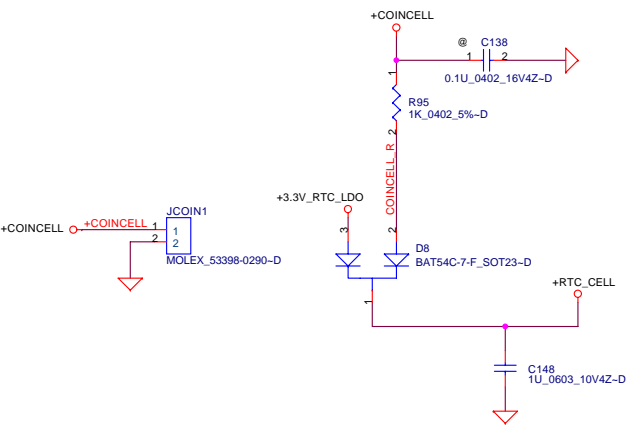 +COINCELL
@ C138
1 2
0.1U_0402_16V4Z~D
1
R95
1K_0402_5%~D
2
COINCELL_R
+3.3V_RTC_LDO
JCOIN1
+COINCELL +COINCELL 1 1
2 2
MOLEX_53398-0290~D
3 2
D8
BAT54C-7-F_SOT23~D
+RTC_CELL
1
C148
1U_0603_10V4Z~D